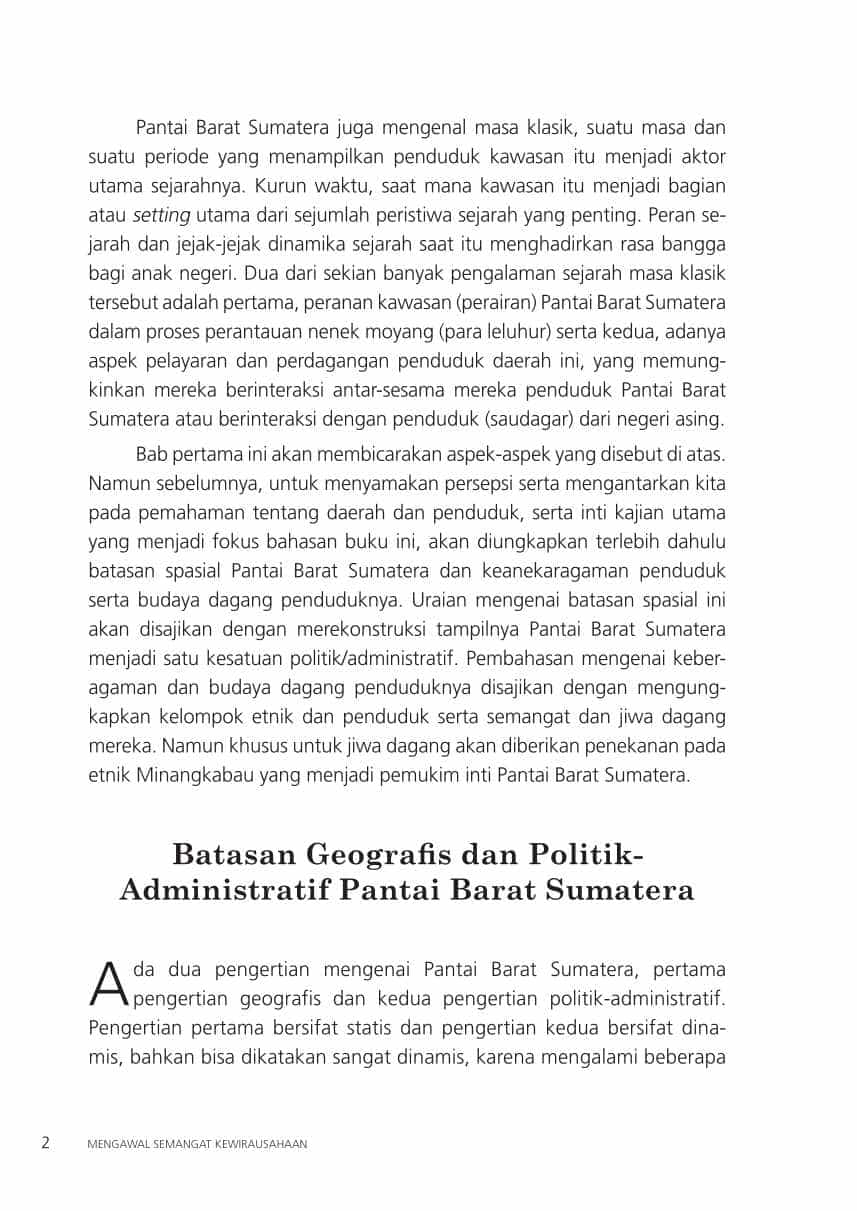 Pantai Barat Sumatera juga mengenal masa klasik, suatu masa dan
suatu periode yang menampilkan penduduk kawasan itu menjadi aktor
utama sejarahnya. Kurun waktu, saat mana kawasan itu menjadi bagian
atau setting utama dari sejumlah peristiwa sejarah yang penting. Peran se-
jarah dan jejak-jejak dinamika sejarah saat itu menghadirkan rasa bangga
bagi anak negeri. Dua dari sekian banyak pengalaman sejarah masa klasik
tersebut adalah pertama, peranan kawasan (perairan) Pantai Barat Sumatera
dalam proses perantauan nenek moyang (para leluhur) serta kedua, adanya
aspek pelayaran dan perdagangan penduduk daerah ini, yang memung-
kinkan mereka berinteraksi antar-sesama mereka penduduk Pantai Barat
Sumatera atau berinteraksi dengan penduduk (saudagar) dari negeri asing.
Bab pertama ini akan membicarakan aspek-aspek yang disebut di atas.
Namun sebelumnya, untuk menyamakan persepsi serta mengantarkan kita
pada pemahaman tentang daerah dan penduduk, serta inti kajian utama
yang menjadi fokus bahasan buku ini, akan diungkapkan terlebih dahulu
batasan spasial Pantai Barat Sumatera dan keanekaragaman penduduk
serta budaya dagang penduduknya. Uraian mengenai batasan spasial ini
akan disajikan dengan merekonstruksi tampilnya Pantai Barat Sumatera
menjadi satu kesatuan politik/administratif. Pembahasan mengenai keber-
agaman dan budaya dagang penduduknya disajikan dengan mengung-
kapkan kelompok etnik dan penduduk serta semangat dan jiwa dagang
mereka. Namun khusus untuk jiwa dagang akan diberikan penekanan pada
etnik Minangkabau yang menjadi pemukim inti Pantai Barat Sumatera.
Batasan Geografis dan Politik-
Administratif Pantai Barat Sumatera
Ada dua pengertian mengenai Pantai Barat Sumatera, pertama
pengertian geografis dan kedua pengertian politik-administratif.
Pengertian pertama bersifat statis dan pengertian kedua bersifat dina-
mis, bahkan bisa dikatakan sangat dinamis, karena mengalami beberapa
2 MENGAWAL SEMANGAT KEWIRAUSAHAAN